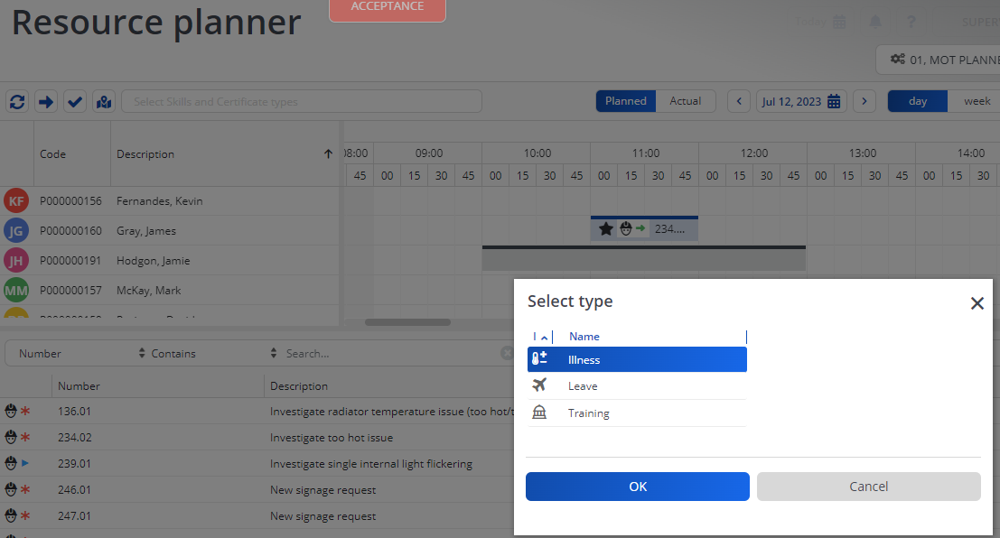 ACCEPTANCE
Resource planner
Today
?
SUPER
01, MOT PLANNE
Select Skills and Certificate types
Planned
Actual
Jul 12, 2023
day
week
Code
Description
08:00 09:00 10:00 11:00 12:00 13:00 14:00
45 00 15 30 45 00 15 30 45 00 15 30 45 00 15 30 45 00 15 30 45 00 15 30
KF P000000156 Fernandes, Kevin
JG P000000160 Gray, James
234....
JH P000000191 Hodgon, Jamie
MM P000000157 McKay, Mark
Select type
I Name
Illness
Leave
Training
OK
Cancel
Number Contains Search...
Number Description
136.01 Investigate radiator temperature issue (too hot/t
234.02 Investigate too hot issue
239.01 Investigate single internal light flickering
246.01 New signage request
247.01 New signage request